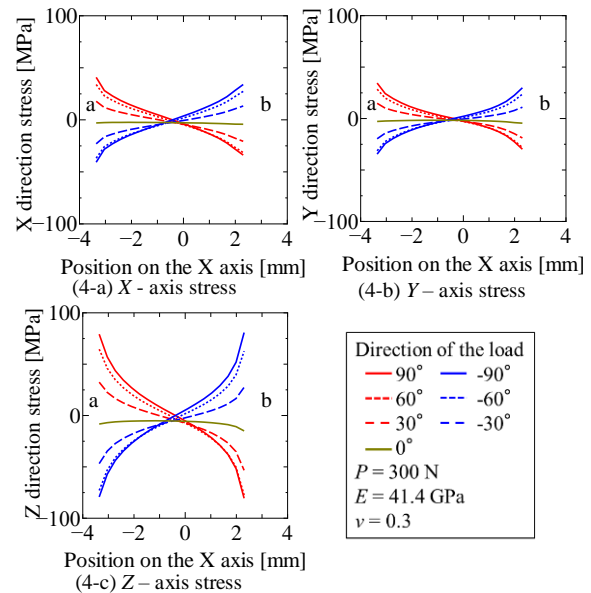 100
X direction stress [MPa]
a
b
0
−100
−4 −2 0 2 4
Position on the X axis [mm]
(4-a) X - axis stress
100
Y direction stress [MPa]
a
b
0
−100
−4 −2 0 2 4
Position on the X axis [mm]
(4-b) Y – axis stress
100
Z direction stress [MPa]
a
b
0
−100
−4 −2 0 2 4
Position on the X axis [mm]
(4-c) Z – axis stress
Direction of the load
90° -90°
60° -60°
30° -30°
0°
P = 300 N
E = 41.4 GPa
ν = 0.3